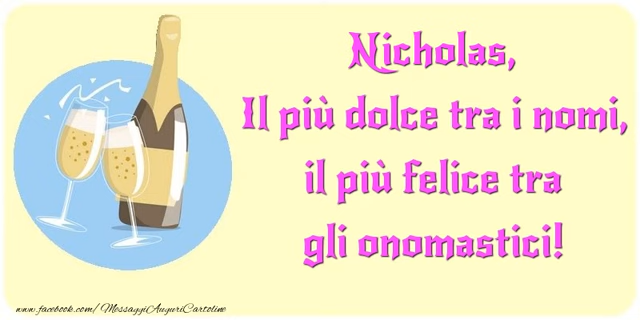 Nicholas,
Il più dolce tra i nomi,
il più felice tra
gli onomastici!
www.facebook.com/MessaggiAuguriCartoline